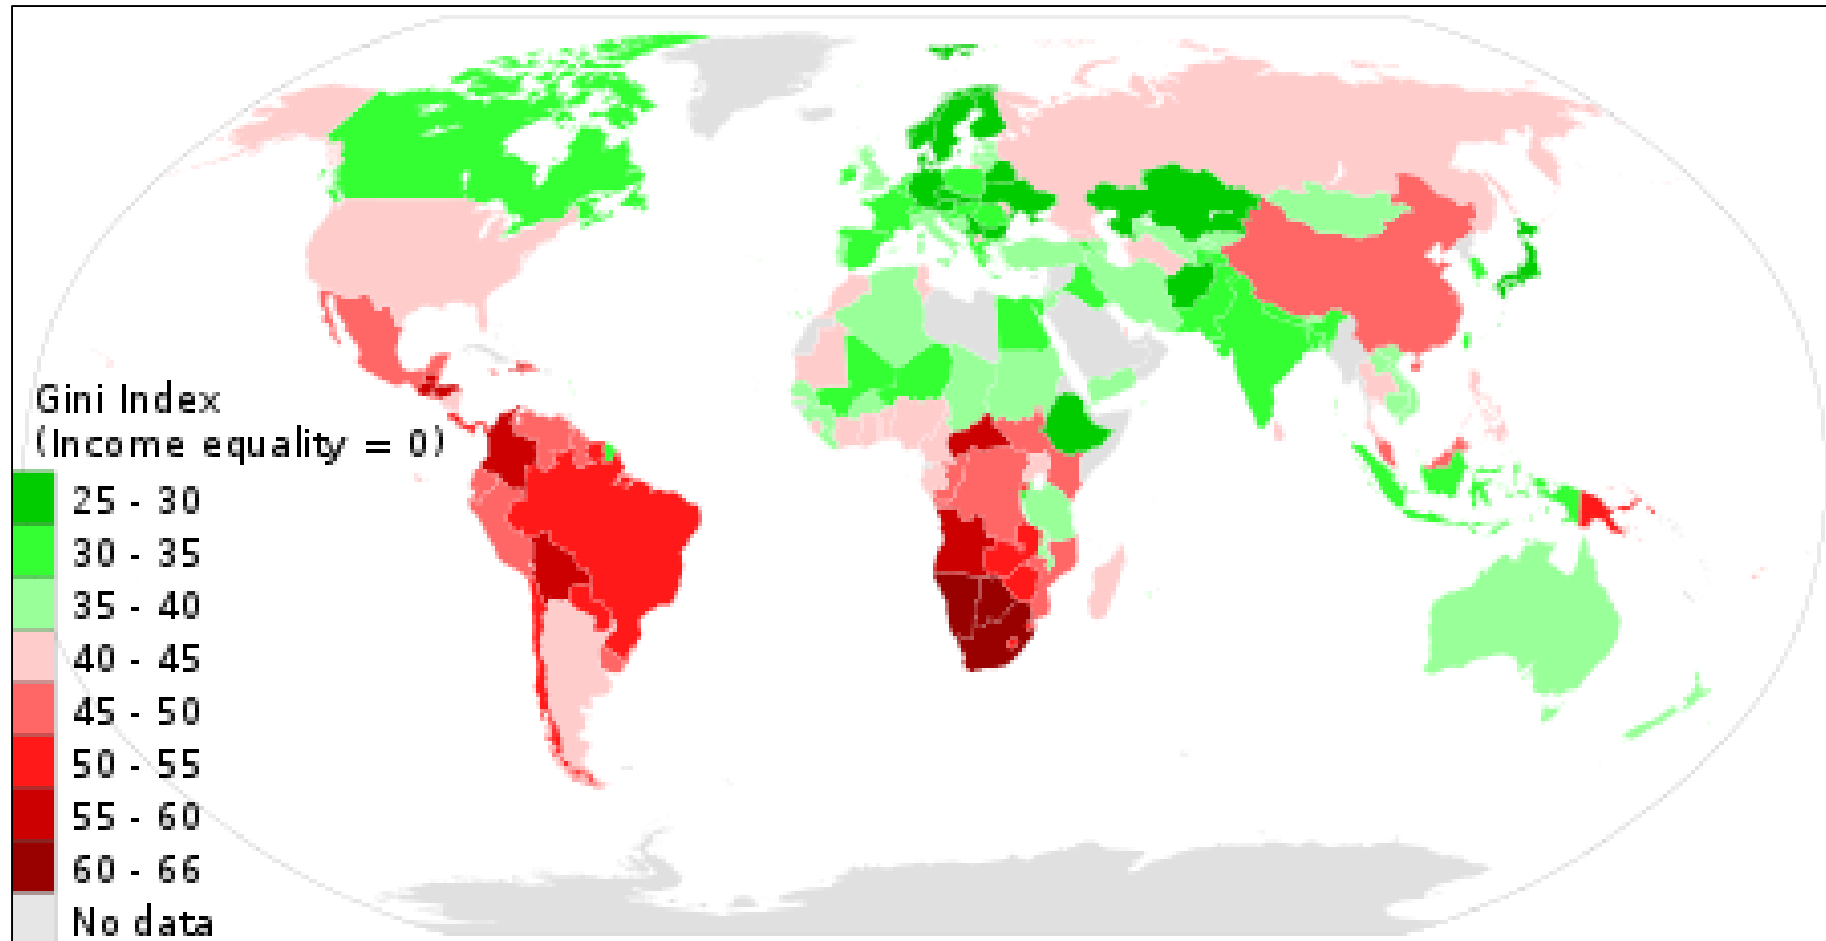 Gini Index
(Income equality = 0)
25 - 30
30 - 35
35 - 40
40 - 45
45 - 50
50 - 55
55 - 60
60 - 66
No data